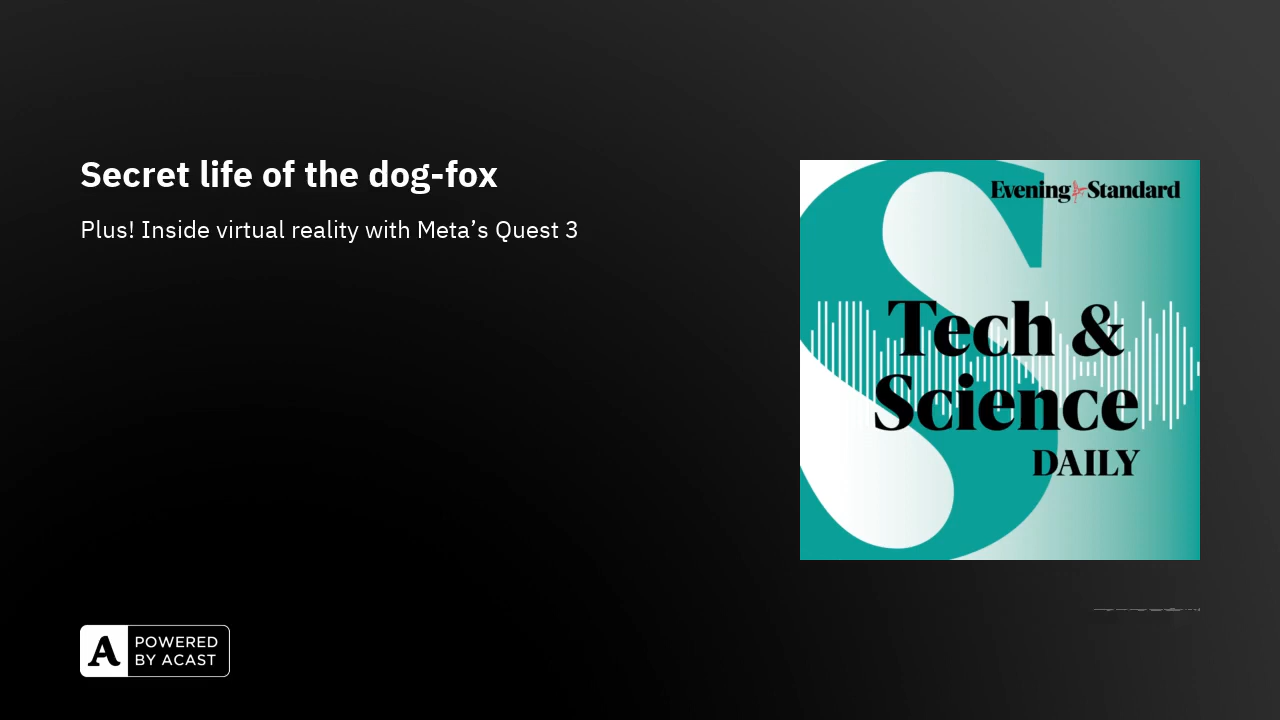 Secret life of the dog-fox
Plus! Inside virtual reality with Meta’s Quest 3
Evening Standard
Tech &
Science
DAILY
A
POWERED
BY ACAST